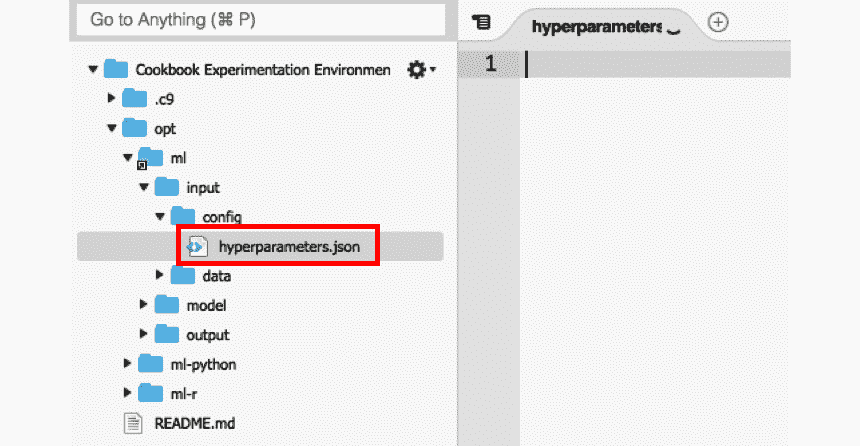 Go to Anything (⌘ P)
hyperparameters
1
Cookbook Experimentation Environmen
.c9
opt
ml
input
config
hyperparameters.json
data
model
output
ml-python
ml-r
README.md